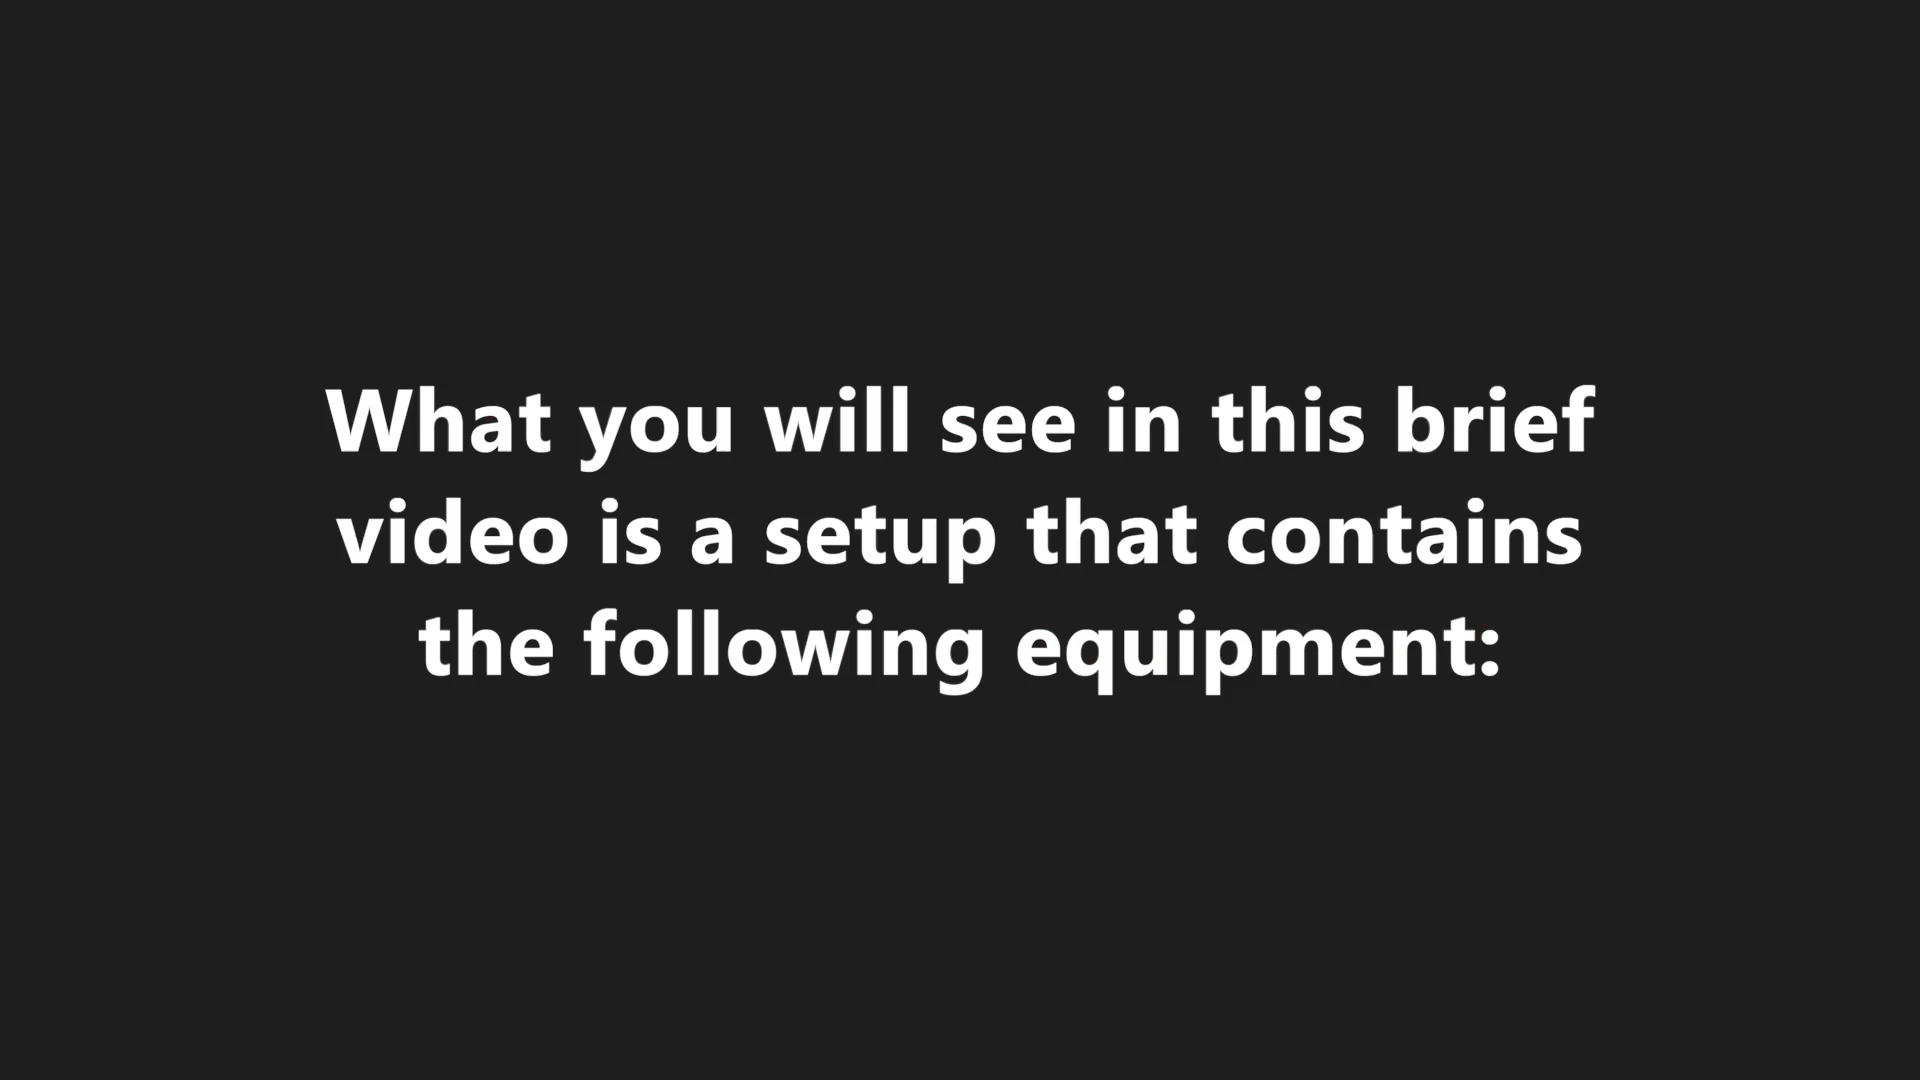 What you will see in this brief
video is a setup that contains
the following equipment: